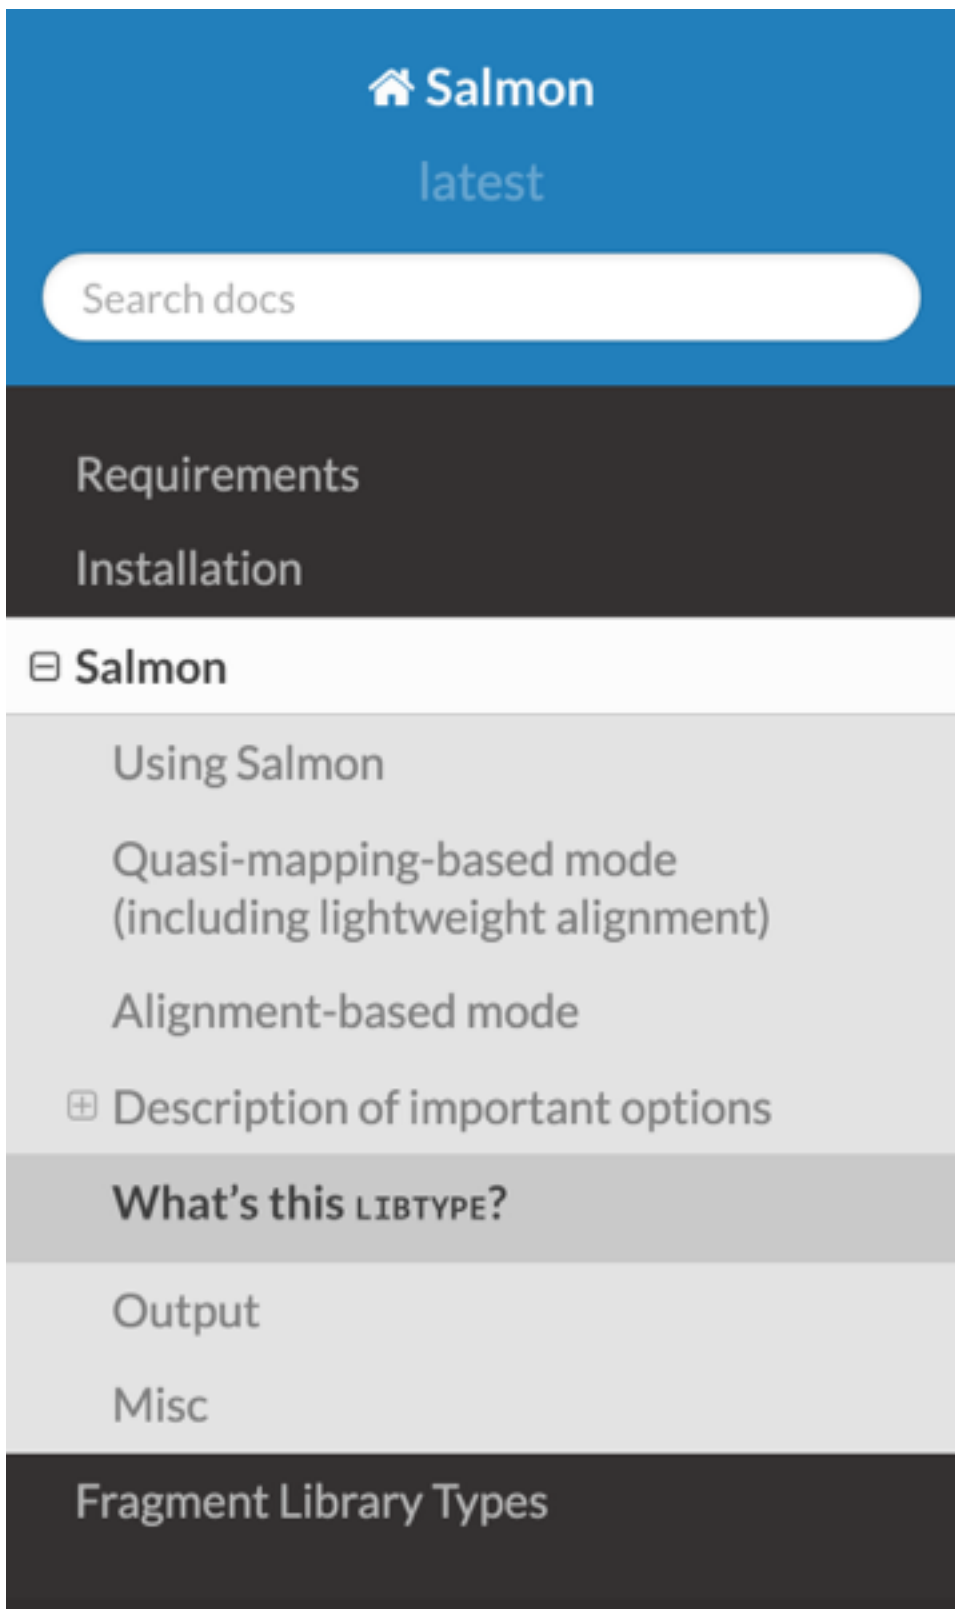 Salmon
latest
Search docs
Requirements
Installation
Salmon
Using Salmon
Quasi-mapping-based mode
(including lightweight alignment)
Alignment-based mode
Description of important options
What’s this LIBTYPE?
Output
Misc
Fragment Library Types